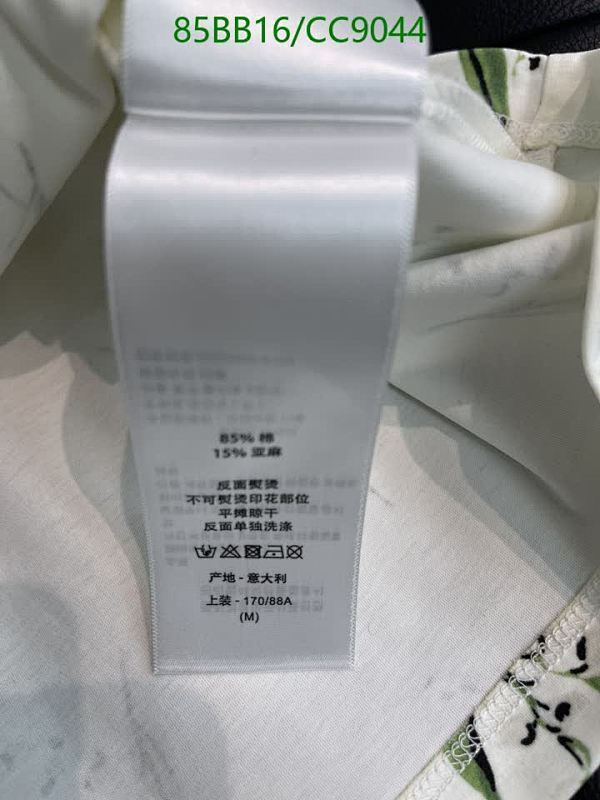 85BB16/CC9044
85% 棉
15% 亚麻
反面熨烫
不可熨烫印花部位
平摊晾干
反面单独洗涤
产地 - 意大利
上装 - 170/88A
(M)